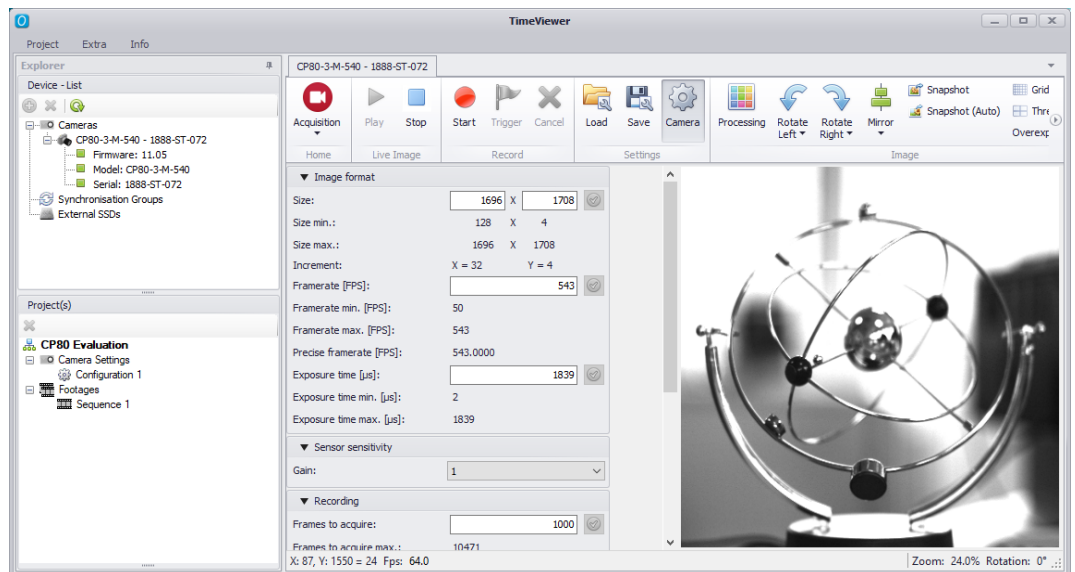 TimeViewer
Project Extra Info
Explorer
Device - List
Cameras
CP80-3-M-540 - 1888-ST-072
Firmware: 11.05
Model: CP80-3-M-540
Serial: 1888-ST-072
Synchronisation Groups
External SSDs
Project(s)
CP80 Evaluation
Camera Settings
Configuration 1
Footages
Sequence 1
CP80-3-M-540 - 1888-ST-072
Acquisition Play Stop Start Trigger Cancel Load Save Camera Processing Rotate Left Rotate Right Mirror
Snapshot Grid
Snapshot (Auto) Thre
Overexp
Home Live Image Record Settings Image
Image format
Size: 1696 X 1708
Size min.: 128 X 4
Size max.: 1696 X 1708
Increment: X = 32 Y = 4
Framerate [FPS]: 543
Framerate min. [FPS]: 50
Framerate max. [FPS]: 543
Precise framerate [FPS]: 543.0000
Exposure time [µs]: 1839
Exposure time min. [µs]: 2
Exposure time max. [µs]: 1839
Sensor sensitivity
Gain: 1
Recording
Frames to acquire: 1000
Frames to acquire max.: 10471
X: 87, Y: 1550 = 24 Fps: 64.0
Zoom: 24.0% Rotation: 0°